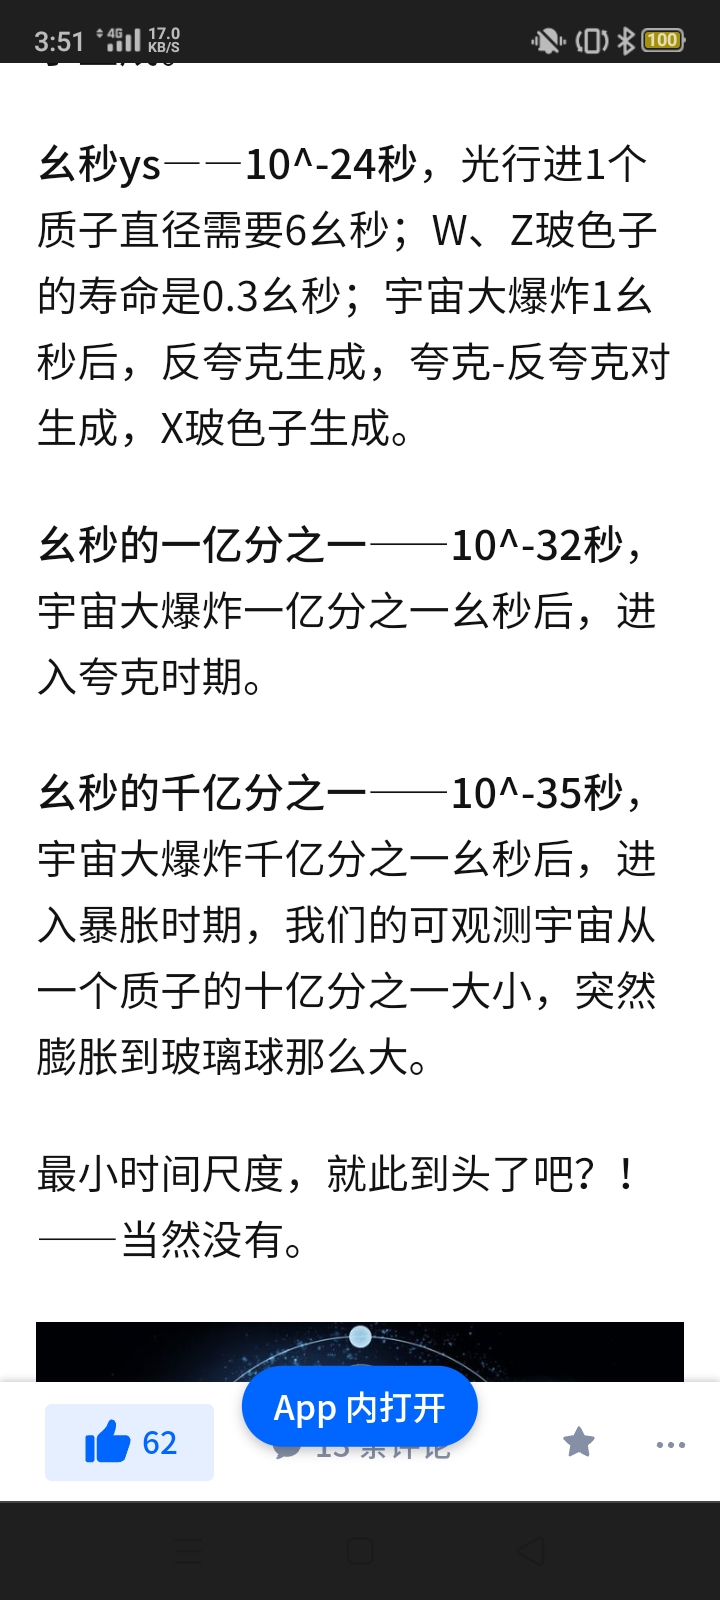 3:51 4G 17.0 KB/S 100
幺秒ys——10^-24秒，光行进1个
质子直径需要6幺秒；W、Z玻色子
的寿命是0.3幺秒；宇宙大爆炸1幺
秒后，反夸克生成，夸克-反夸克对
生成，X玻色子生成。
幺秒的一亿分之一——10^-32秒，
宇宙大爆炸一亿分之一幺秒后，进
入夸克时期。
幺秒的千亿分之一——10^-35秒，
宇宙大爆炸千亿分之一幺秒后，进
入暴胀时期，我们的可观测宇宙从
一个质子的十亿分之一大小，突然
膨胀到玻璃球那么大。
最小时间尺度，就此到头了吧？！
——当然没有。
App 内打开
62
条评论